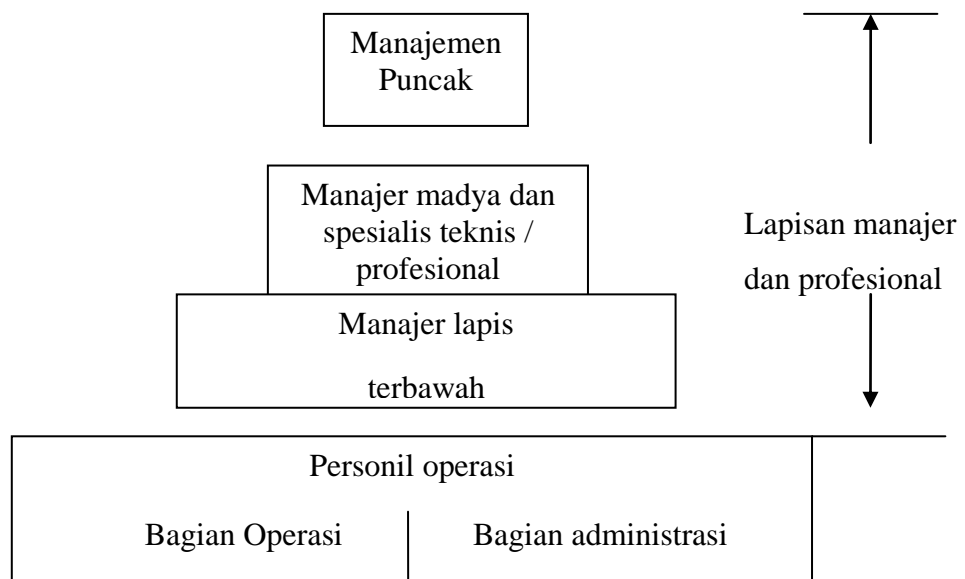 Manajemen
Puncak
Manajer madya dan
spesialis teknis /
profesional
Lapisan manajer
dan profesional
Manajer lapis
terbawah
Personil operasi
Bagian Operasi
Bagian administrasi